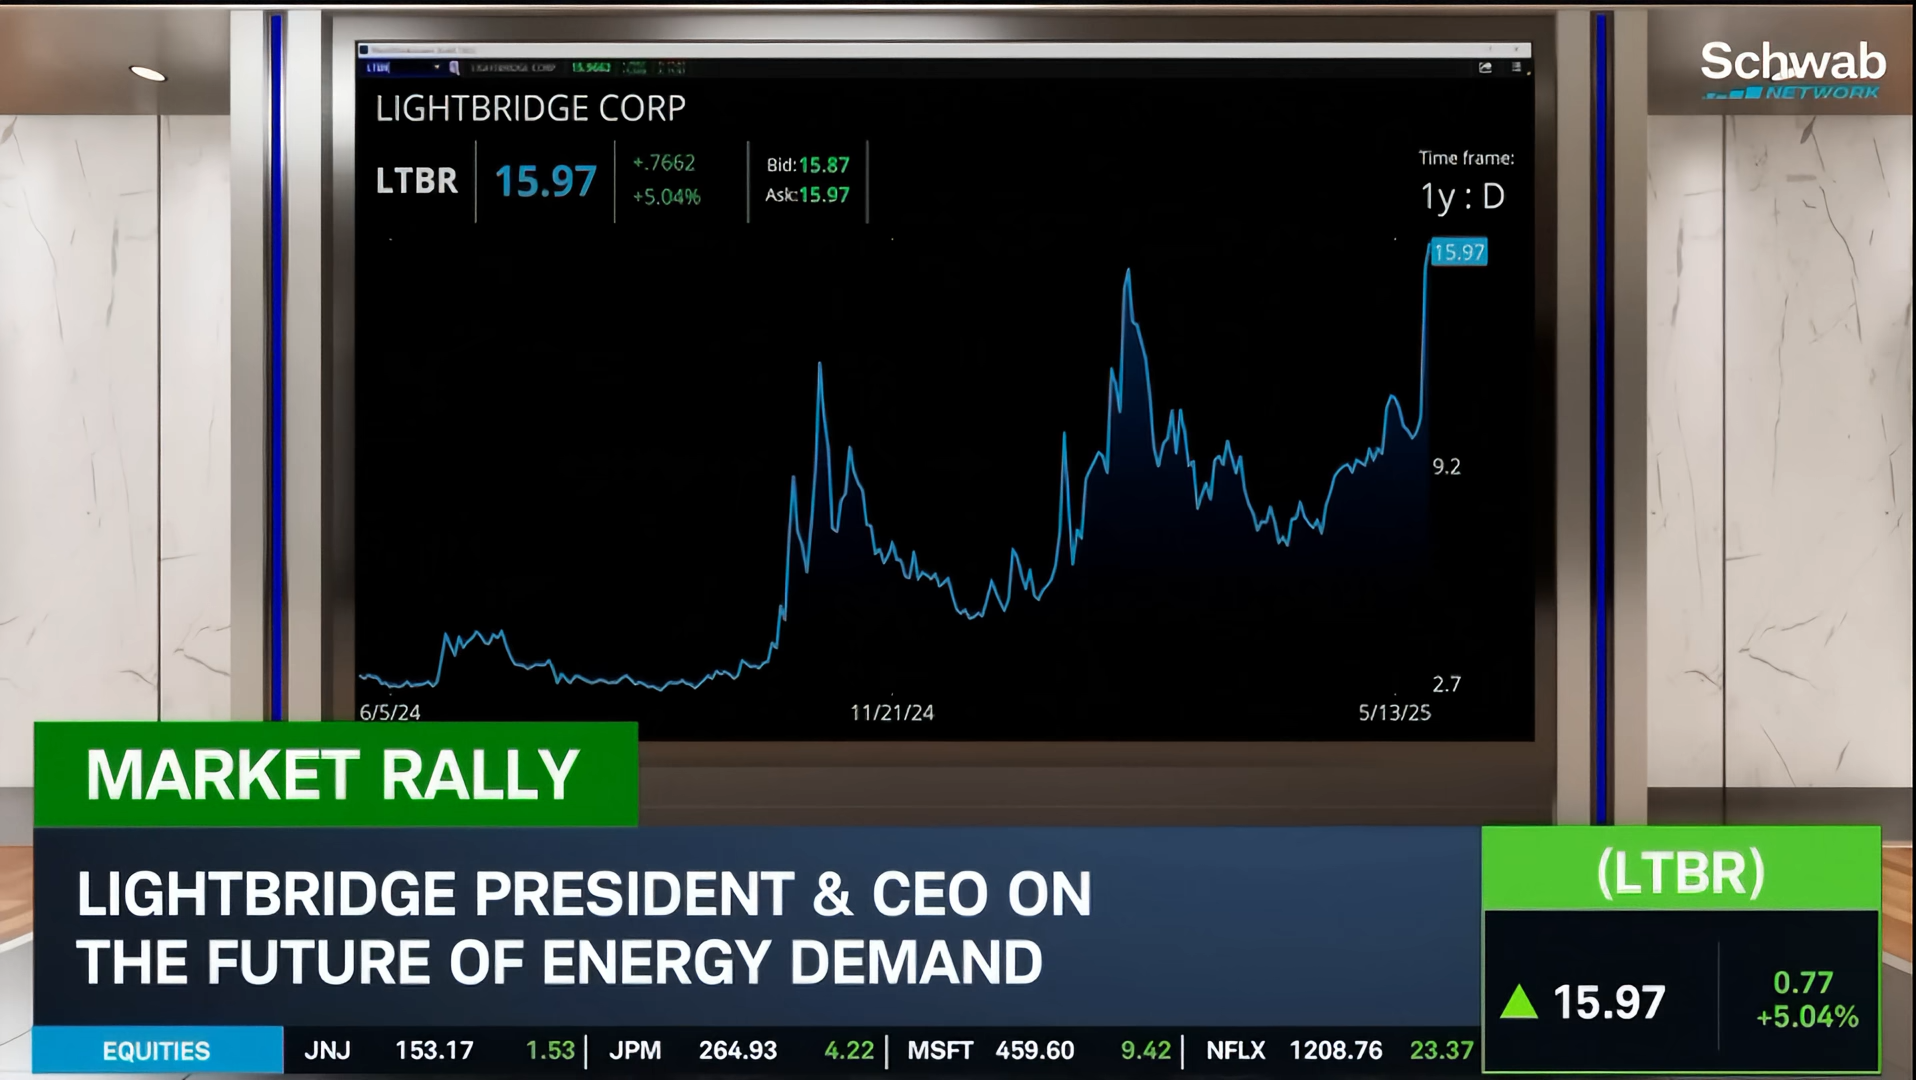 Schwab
NETWORK
LTBR
LIGHTBRIDGE CORP
LIGHTBRIDGE CORP
LTBR
15.97
+.7662
+5.04%
Bid:15.87
Ask:15.97
Time frame:
1y : D
15.97
9.2
2.7
6/5/24
11/21/24
5/13/25
MARKET RALLY
LIGHTBRIDGE PRESIDENT & CEO ON
THE FUTURE OF ENERGY DEMAND
(LTBR)
15.97
0.77
+5.04%
EQUITIES
JNJ 153.17 1.53 | JPM 264.93 4.22 | MSFT 459.60 9.42 | NFLX 1208.76 23.37